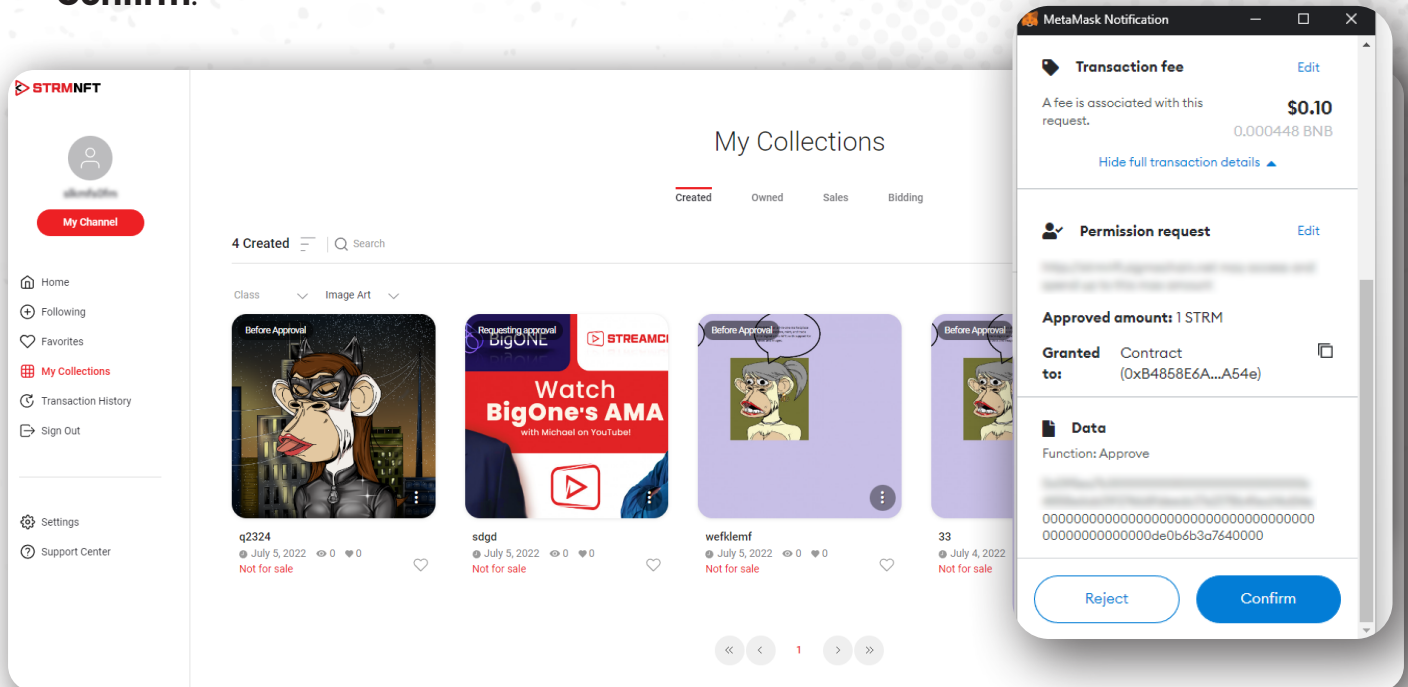 Confirm.
STRMNFT
My Channel
Home
Following
Favorites
My Collections
Transaction History
Sign Out
Settings
Support Center
My Collections
Created Owned Sales Bidding
4 Created Search
Class Image Art
Before Approval
q2324
July 5, 2022 0 0
Not for sale
Requesting approval
BigONE STREAMC
Watch
BigOne's AMA
with Michael on YouTube!
sdgd
July 5, 2022 0 0
Not for sale
Before Approval
wefklemf
July 5, 2022 0 0
Not for sale
Before Approval
33
July 4, 2022
Not for sale
« < 1 > »
MetaMask Notification
Transaction fee Edit
A fee is associated with this
request.
$0.10
0.000448 BNB
Hide full transaction details
Permission request Edit
Approved amount: 1 STRM
Granted
to:
Contract
(0xB4858E6A...A54e)
Data
Function: Approve
00000000000000000000000000000000000
00000000000000de0b6b3a7640000
Reject Confirm